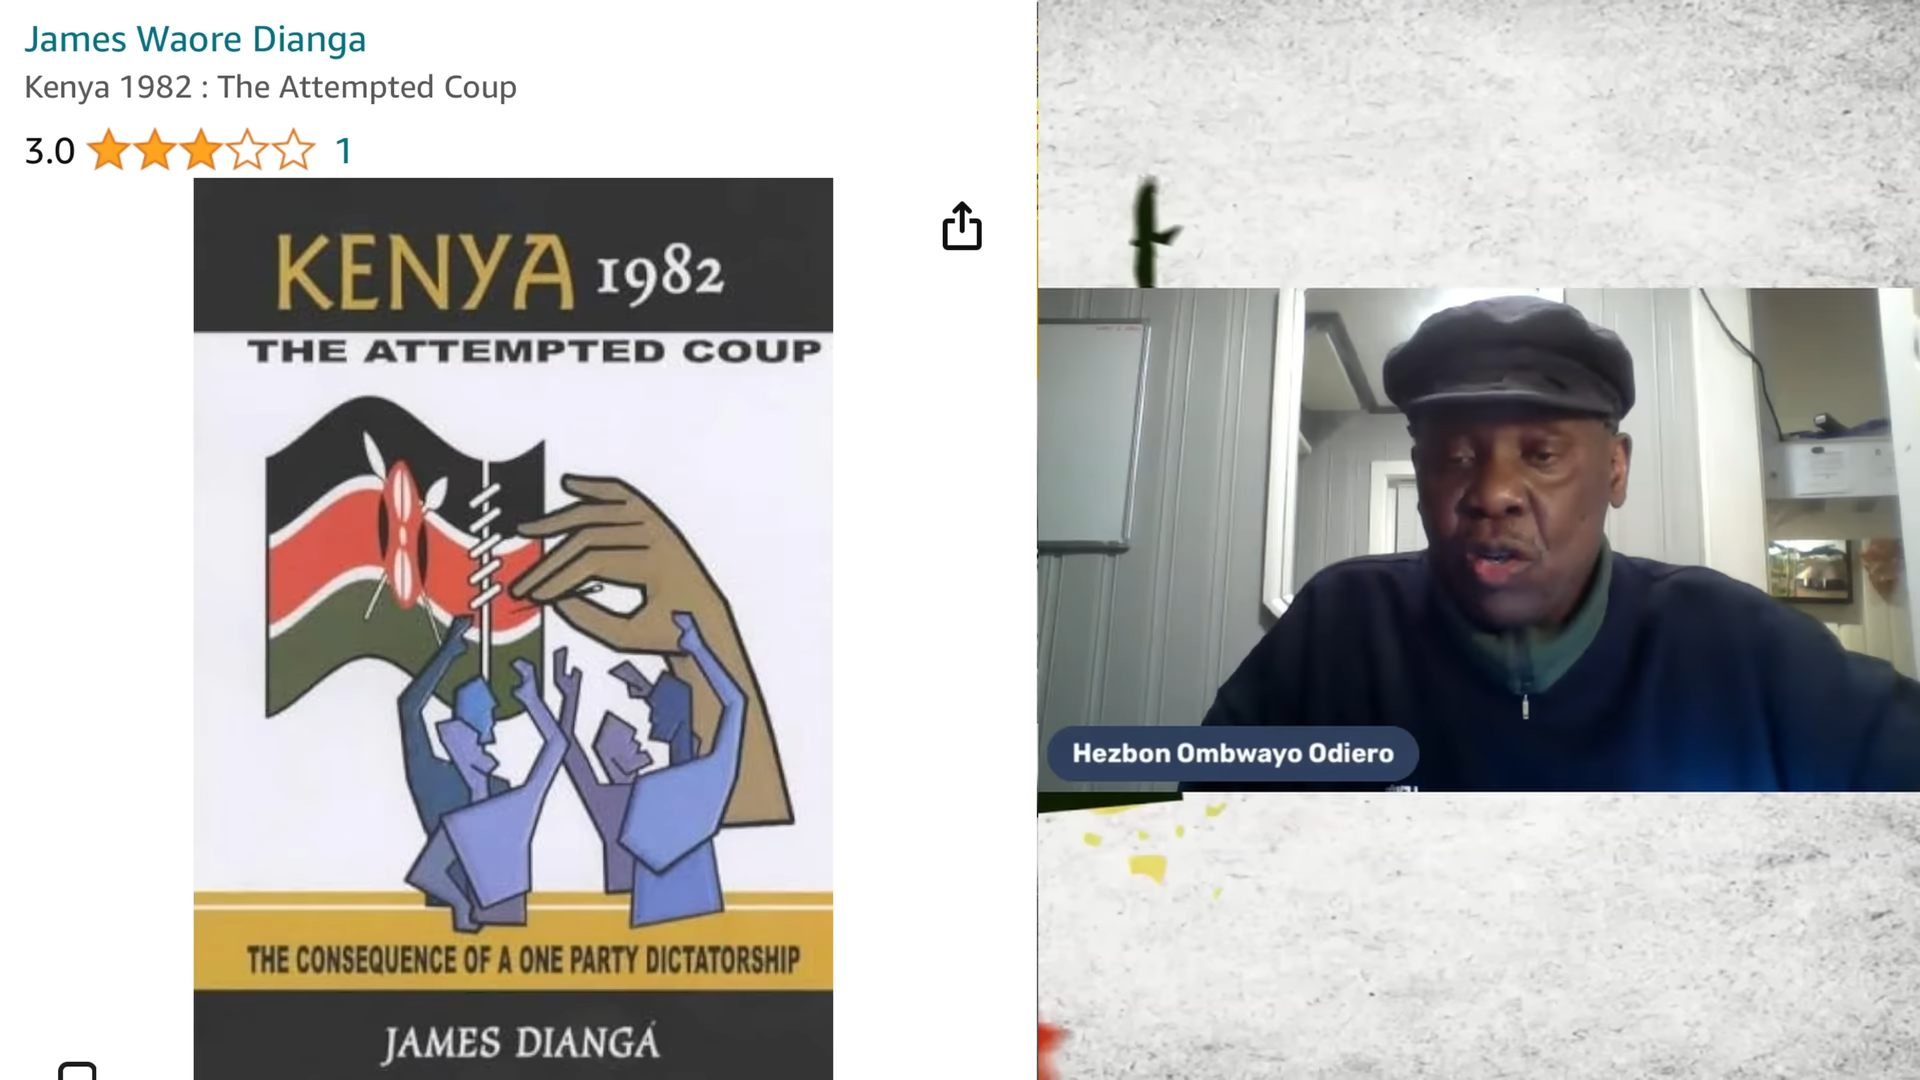 James Waore Dianga
Kenya 1982 : The Attempted Coup
3.0 1
KENYA 1982
THE ATTEMPTED COUP
THE CONSEQUENCE OF A ONE PARTY DICTATORSHIP
JAMES DIANGÁ
Hezbon Ombwayo Odiero